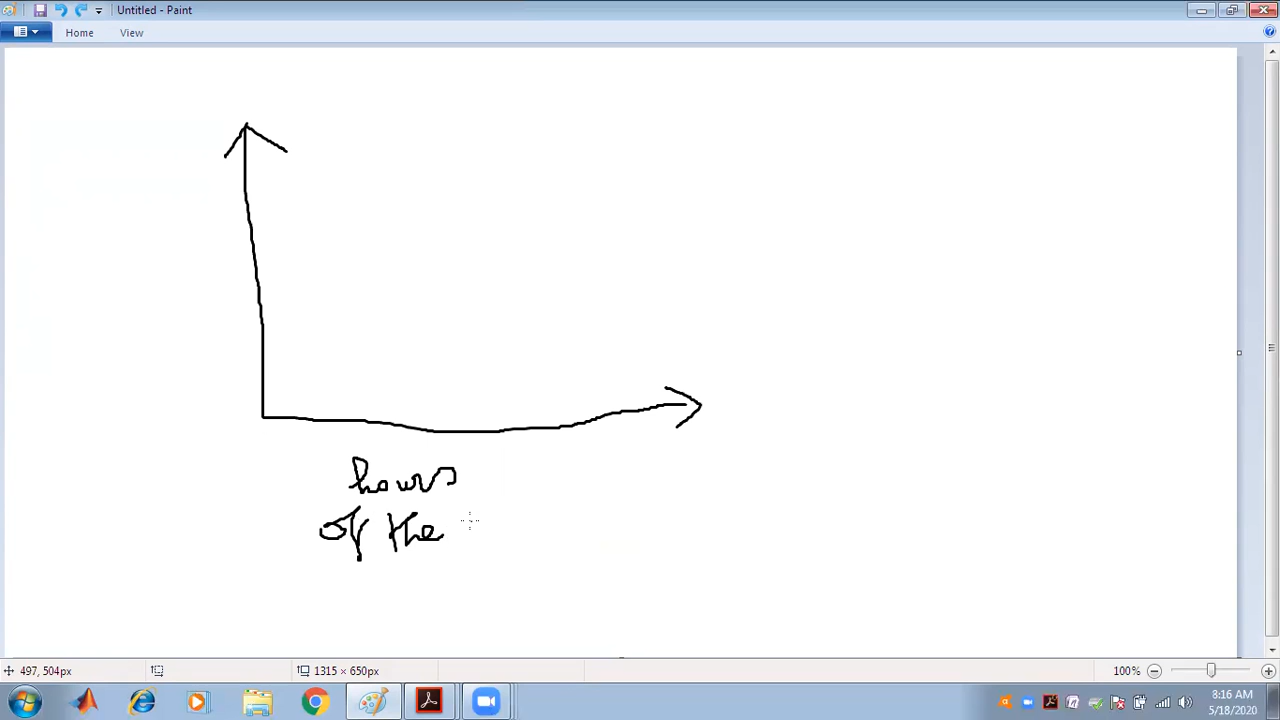 Untitled - Paint
Home View
hours
of the
497, 504px
1315 × 650px
100%
8:16 AM
5/18/2020